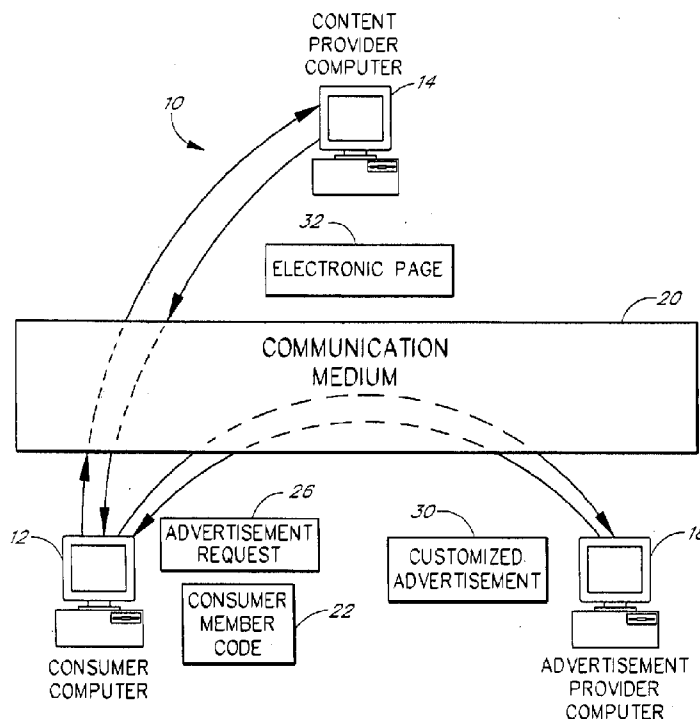 CONTENT
PROVIDER
COMPUTER
14
10
32
ELECTRONIC PAGE
20
COMMUNICATION
MEDIUM
26
12
ADVERTISEMENT
REQUEST
30
CUSTOMIZED
ADVERTISEMENT
18
CONSUMER
MEMBER
CODE
22
CONSUMER
COMPUTER
ADVERTISEMENT
PROVIDER
COMPUTER